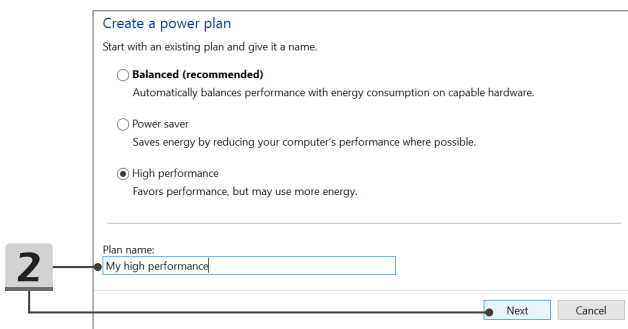 Create a power plan
Start with an existing plan and give it a name.
Balanced (recommended)
Automatically balances performance with energy consumption on capable hardware.
Power saver
Saves energy by reducing your computer's performance where possible.
High performance
Favors performance, but may use more energy.
Plan name:
My high performance
2
Next Cancel